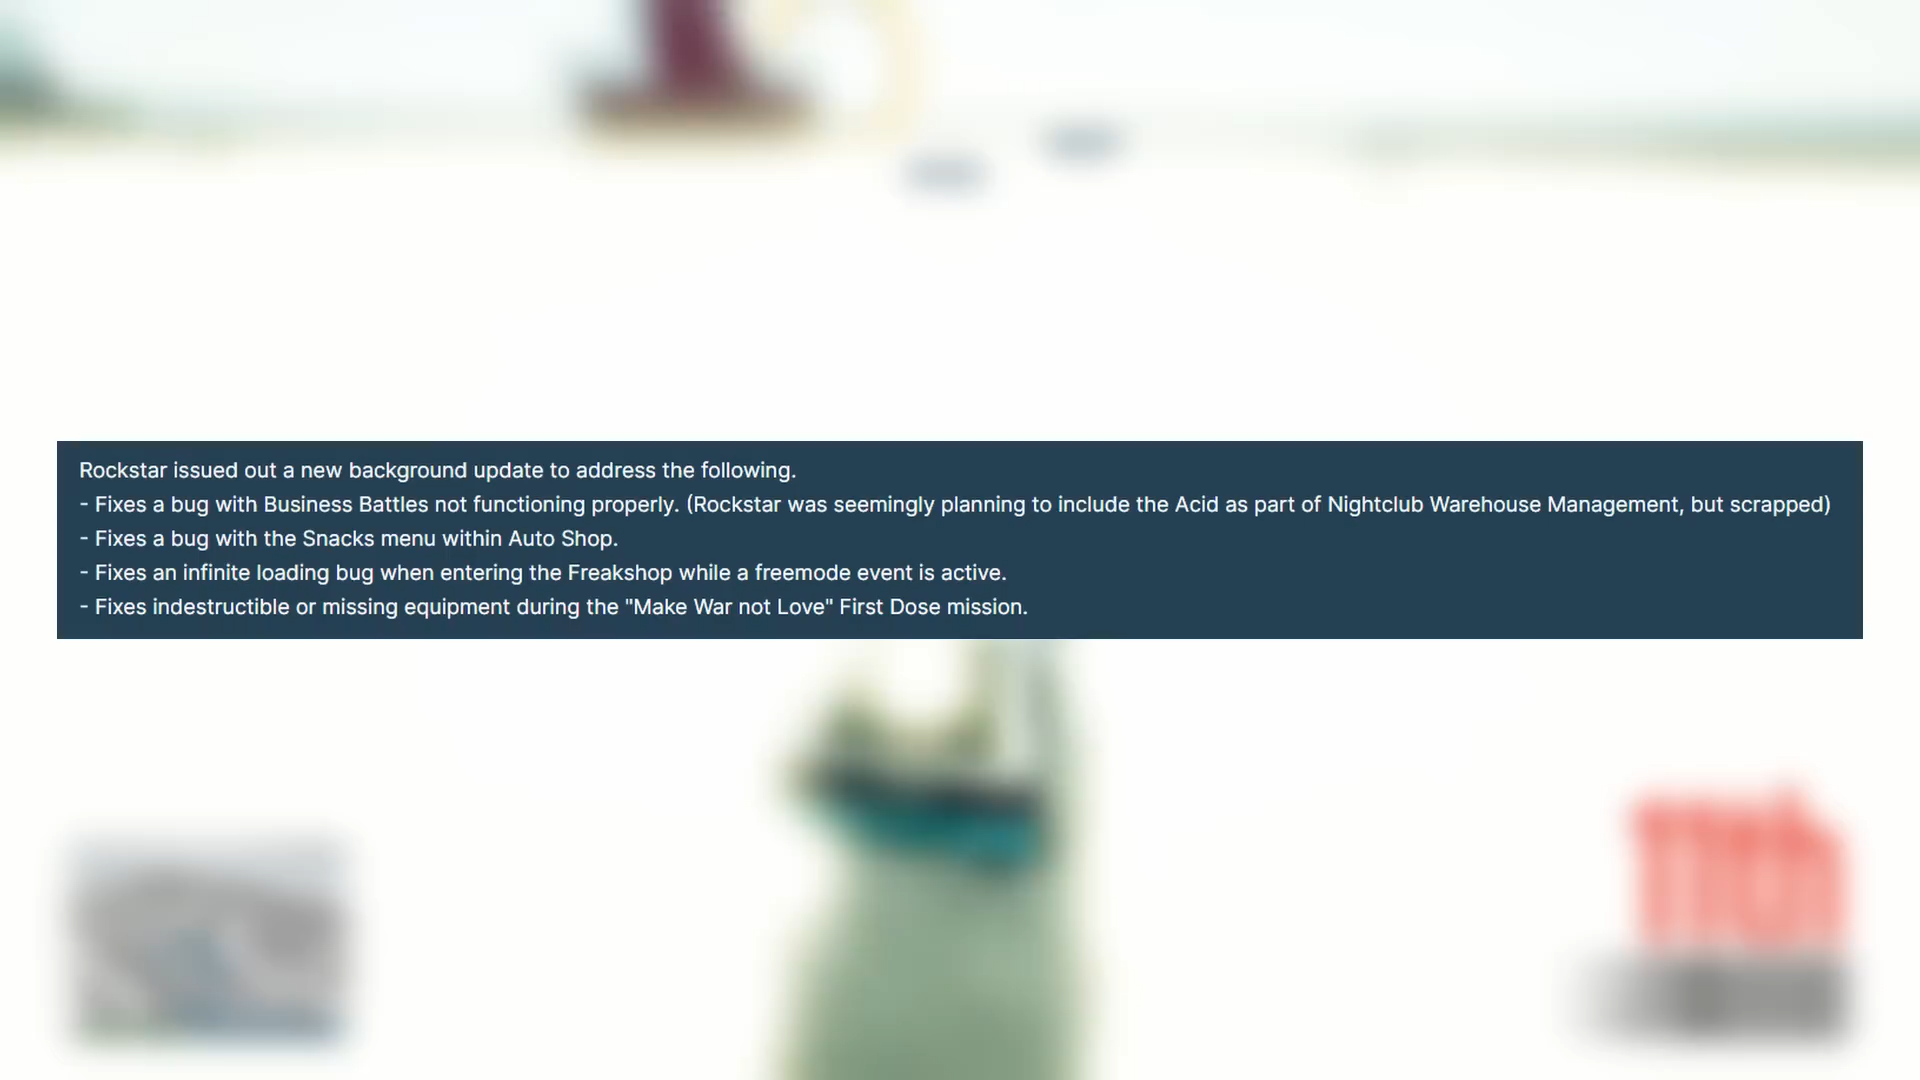 Rockstar issued out a new background update to address the following.
- Fixes a bug with Business Battles not functioning properly. (Rockstar was seemingly planning to include the Acid as part of Nightclub Warehouse Management, but scrapped)
- Fixes a bug with the Snacks menu within Auto Shop.
- Fixes an infinite loading bug when entering the Freakshop while a freemode event is active.
- Fixes indestructible or missing equipment during the "Make War not Love" First Dose mission.